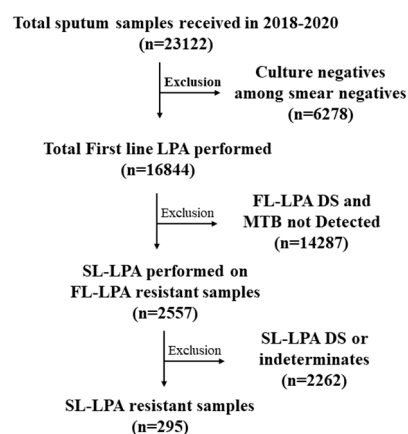 Total sputum samples received in 2018-2020
(n=23122)
Exclusion
Culture negatives
among smear negatives
(n=6278)
Total First line LPA performed
(n=16844)
Exclusion
FL-LPA DS and
MTB not Detected
(n=14287)
SL-LPA performed on
FL-LPA resistant samples
(n=2557)
Exclusion
SL-LPA DS or
indeterminates
(n=2262)
SL-LPA resistant samples
(n=295)